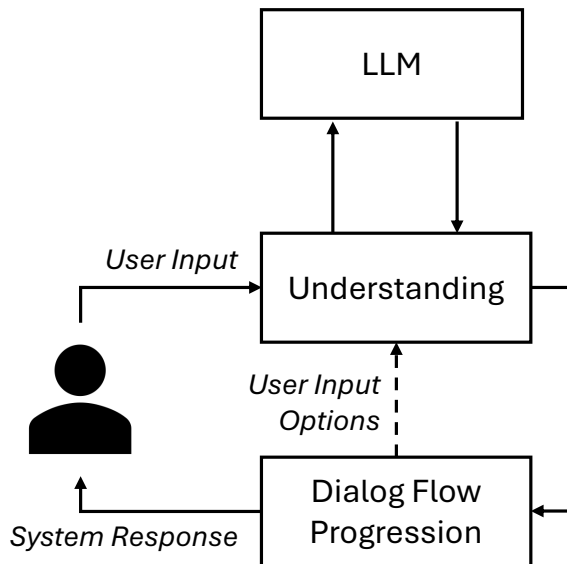 LLM
User Input
Understanding
User Input
Options
Dialog Flow
Progression
System Response